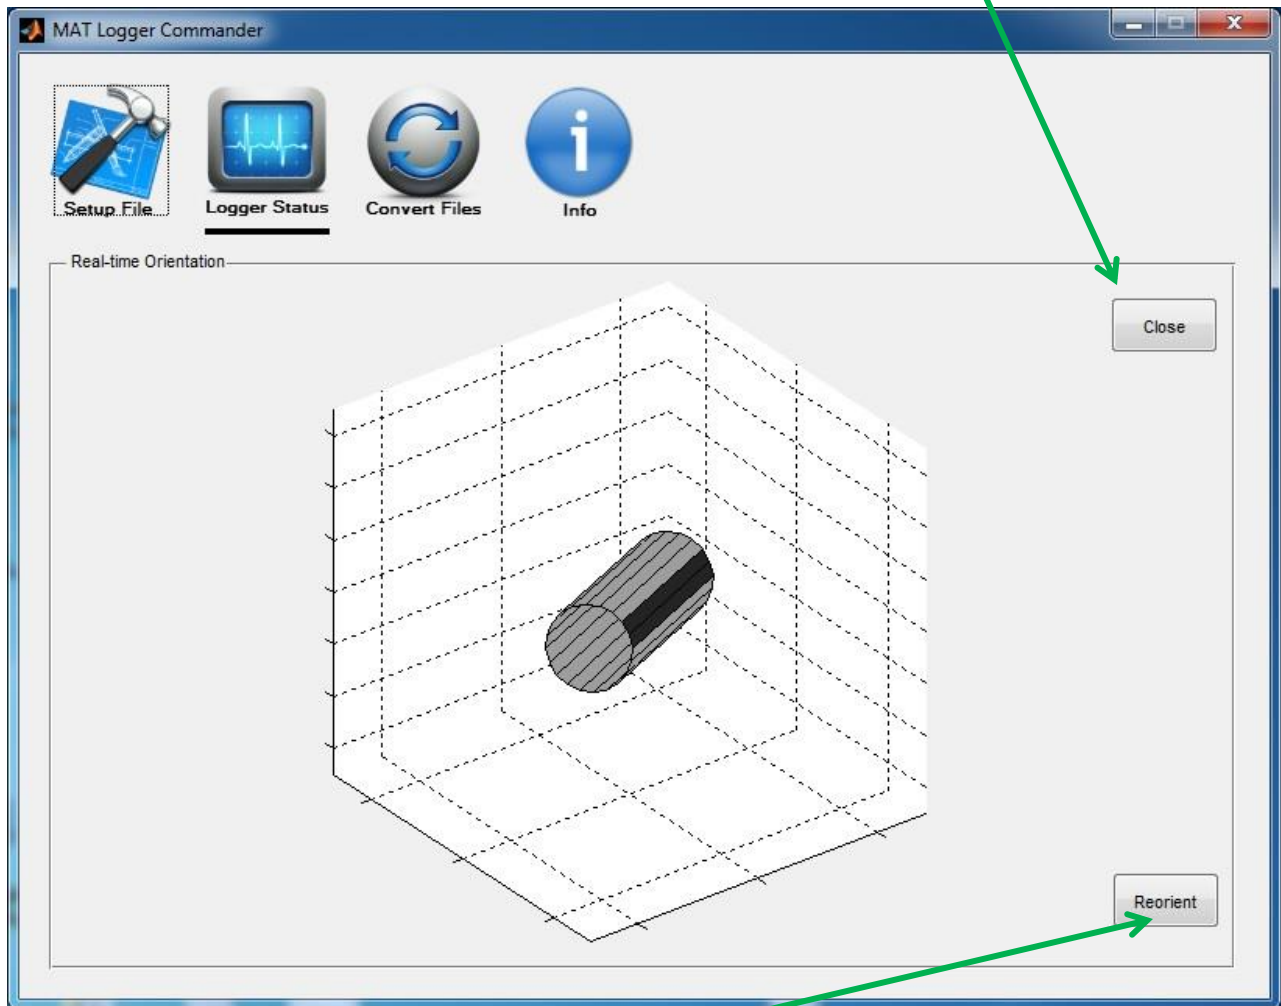 MAT Logger Commander
Setup File
Logger Status
Convert Files
Info
Real-time Orientation
Close
Reorient